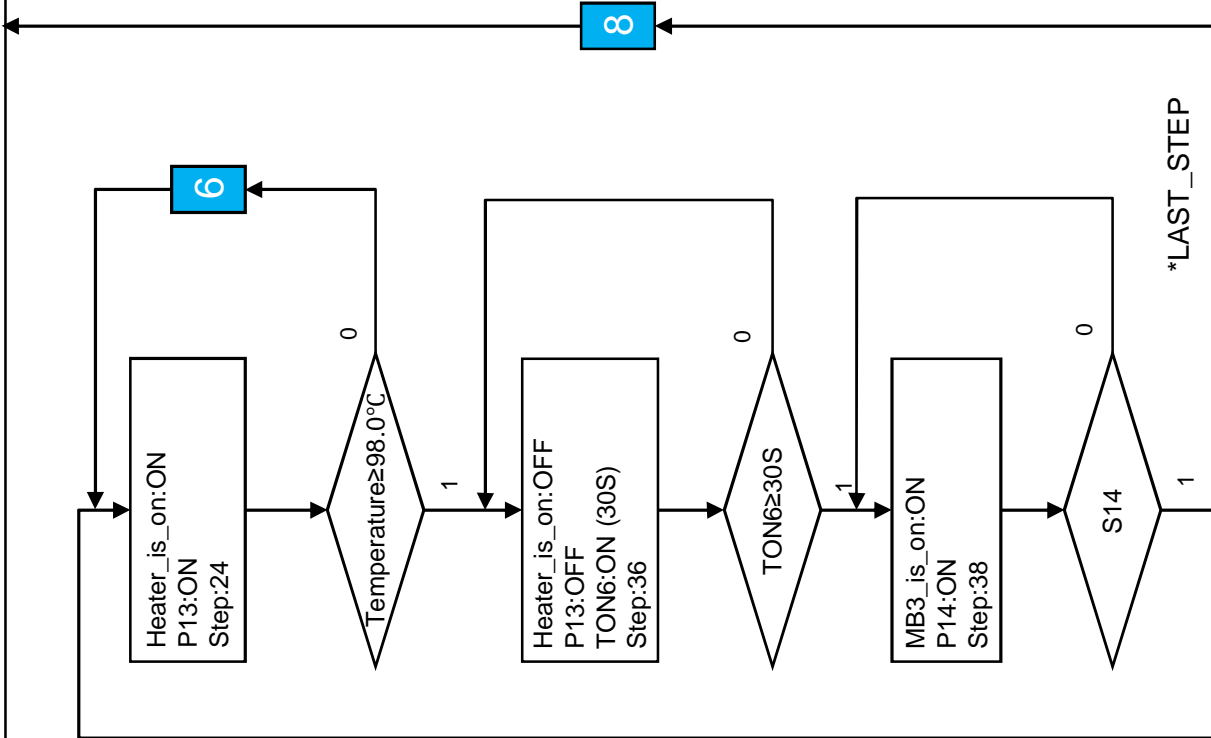 8
6
Heater_is_on:ON
P13:ON
Step:24
Temperature≥98.0℃
0
1
Heater_is_on:OFF
P13:OFF
TON6:ON (30S)
Step:36
TON6≥30S
0
1
MB3_is_on:ON
P14:ON
Step:38
S14
0
1
*LAST_STEP